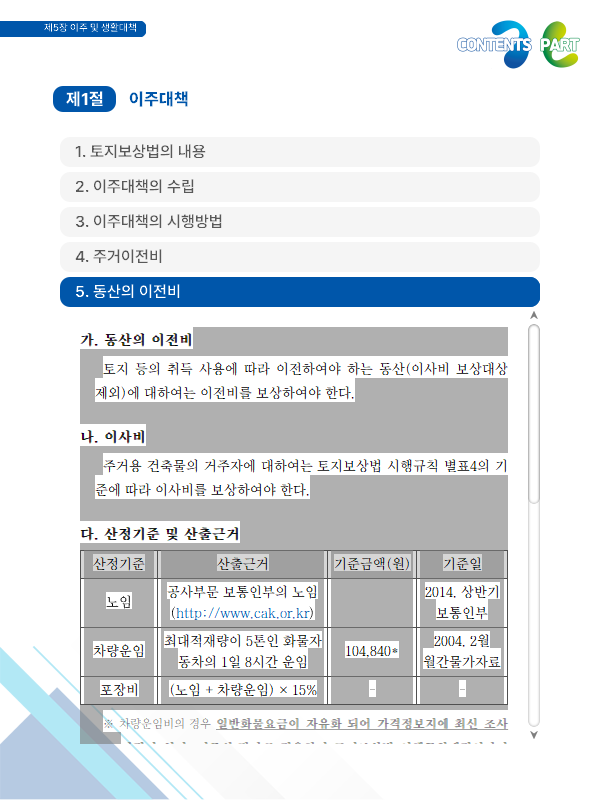 제5장 이주 및 생활대책
CONTENTS PART
제1절 이주대책
1. 토지보상법의 내용
2. 이주대책의 수립
3. 이주대책의 시행방법
4. 주거이전비
5. 동산의 이전비
가. 동산의 이전비
토지 등의 취득 사용에 따라 이전하여야 하는 동산(이사비 보상대상
제외)에 대하여는 이전비를 보상하여야 한다.
나. 이사비
주거용 건축물의 거주자에 대하여는 토지보상법 시행규칙 별표4의 기
준에 따라 이사비를 보상하여야 한다.
다. 산정기준 및 산출근거
산정기준 산출근거 기준금액(원) 기준일
노임 공사부문 보통인부의 노임 (http://www.cak.or.kr) 2014. 상반기 보통인부
차량운임 최대적재량이 5톤인 화물자동차의 1일 8시간 운임 104,840* 2004. 2월 월간물가자료
포장비 (노임 + 차량운임) × 15% - -
※ 차량운임비의 경우 일반화물요금이 자유화 되어 가격정보지에 최신 조사